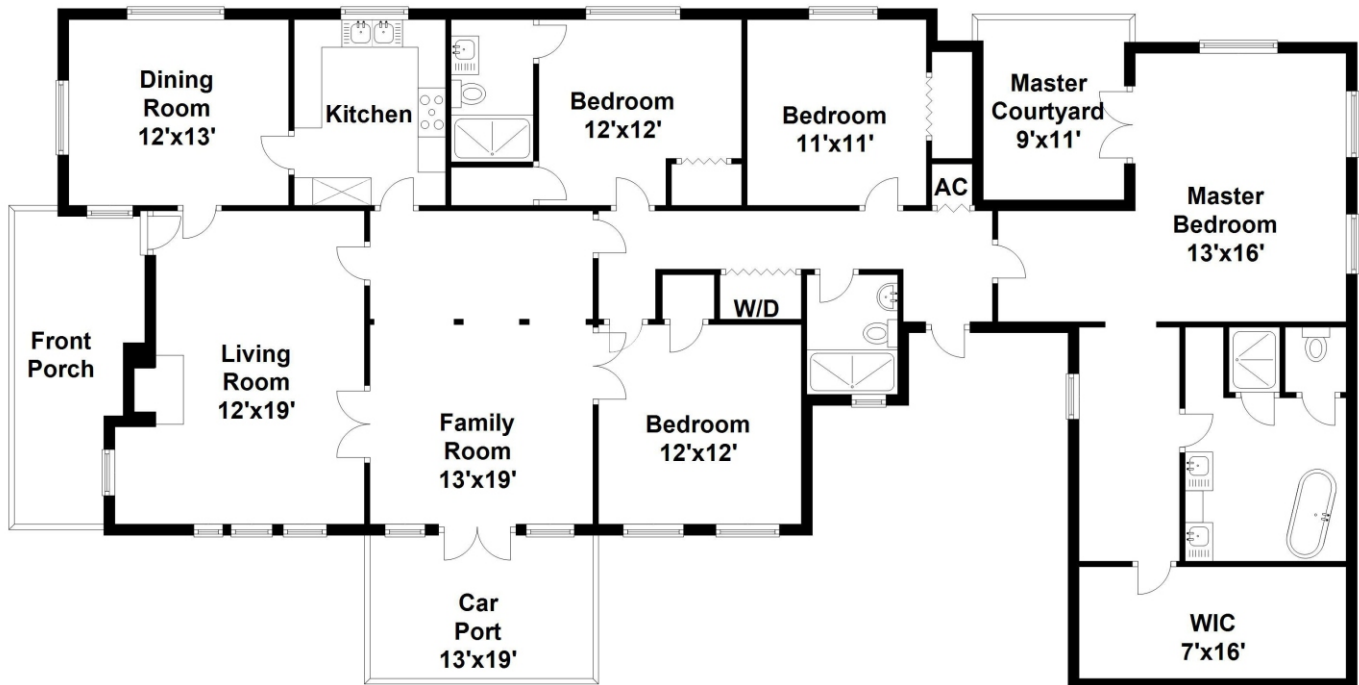 Dining
Room
12'x13'
Kitchen
Bedroom
12'x12'
Bedroom
11'x11'
AC
Master
Courtyard
9'x11'
Master
Bedroom
13'x16'
Front
Porch
Living
Room
12'x19'
Family
Room
13'x19'
W/D
Bedroom
12'x12'
Car
Port
13'x19'
WIC
7'x16'